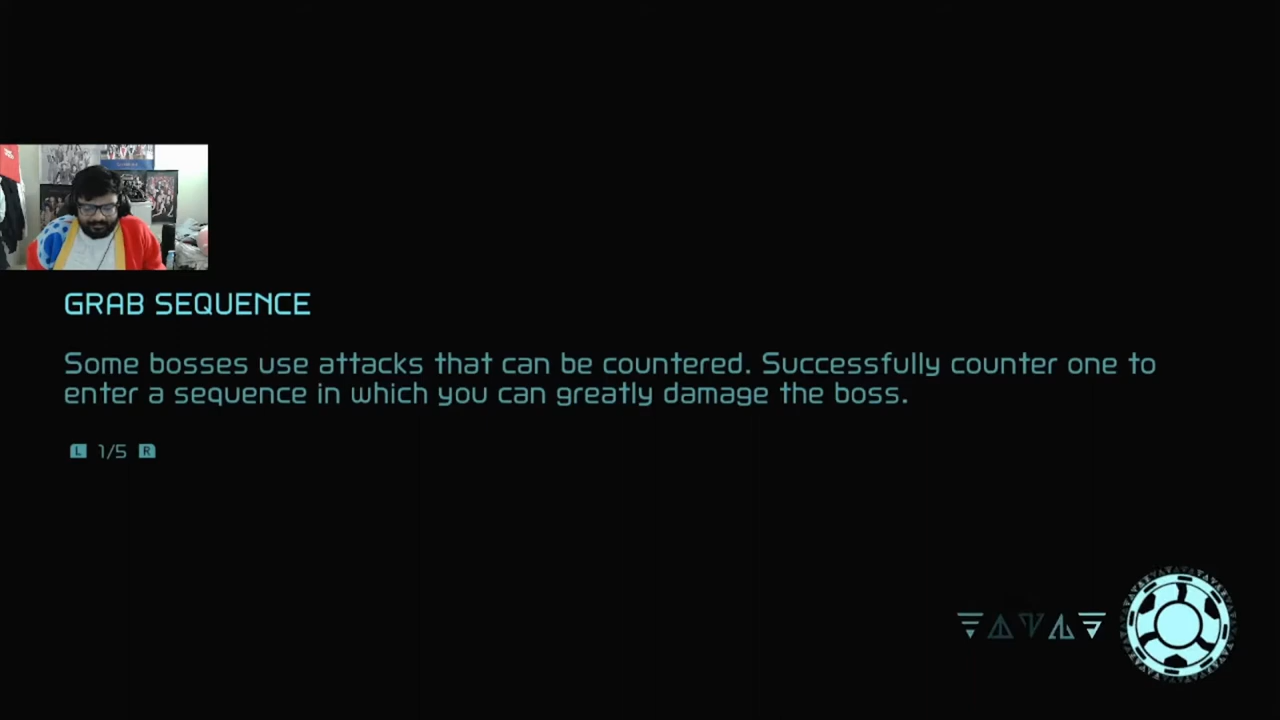 GRAB SEQUENCE
Some bosses use attacks that can be countered. Successfully counter one to
enter a sequence in which you can greatly damage the boss.
L 1/5 R